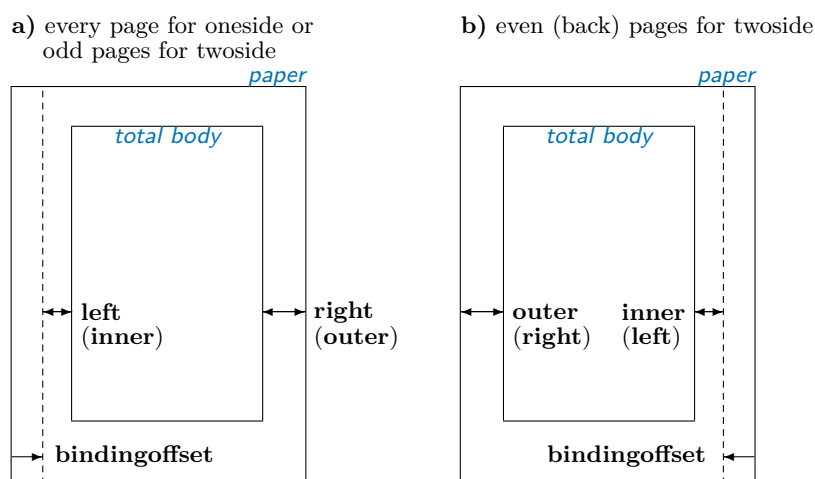 a) every page for oneside or
odd pages for twoside
paper
total body
left
(inner)
right
(outer)
bindingoffset
b) even (back) pages for twoside
paper
total body
outer
(right)
inner
(left)
bindingoffset